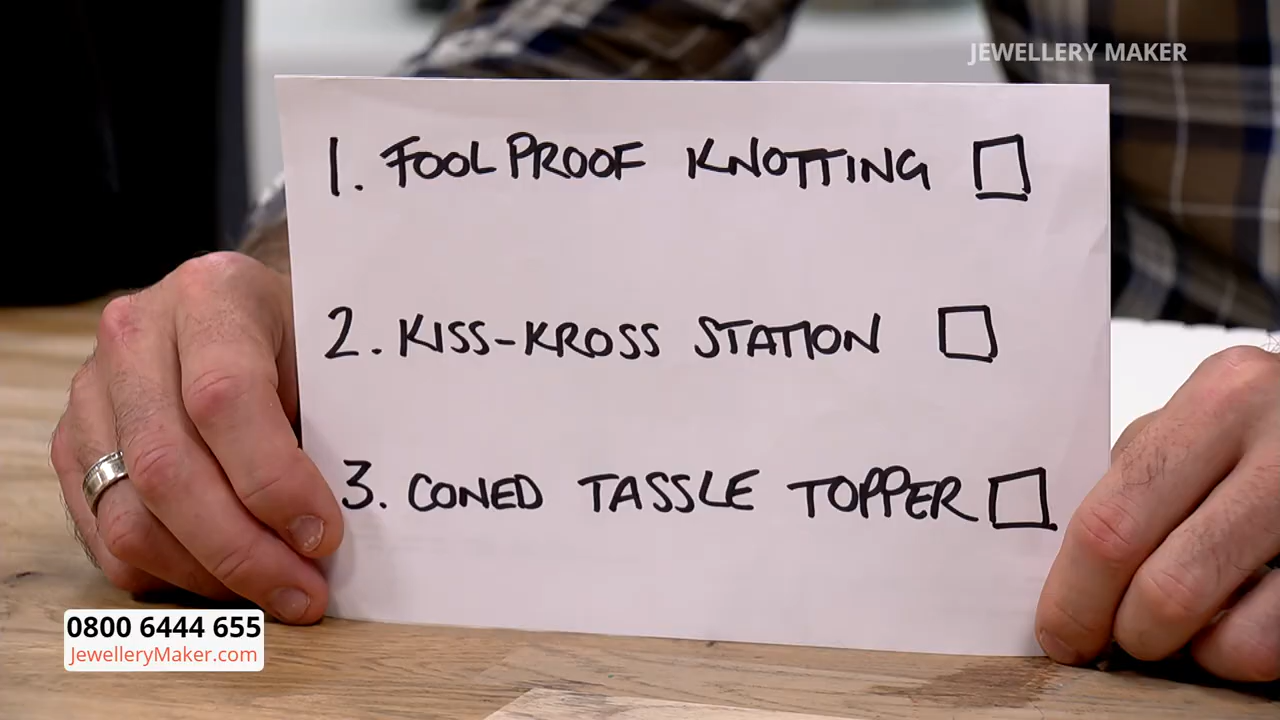 JEWELLERY MAKER
1. FOOLPROOF KNOTTING
2. KISS-KROSS STATION
3. CONED TASSLE TOPPER
0800 6444 655
JewelleryMaker.com